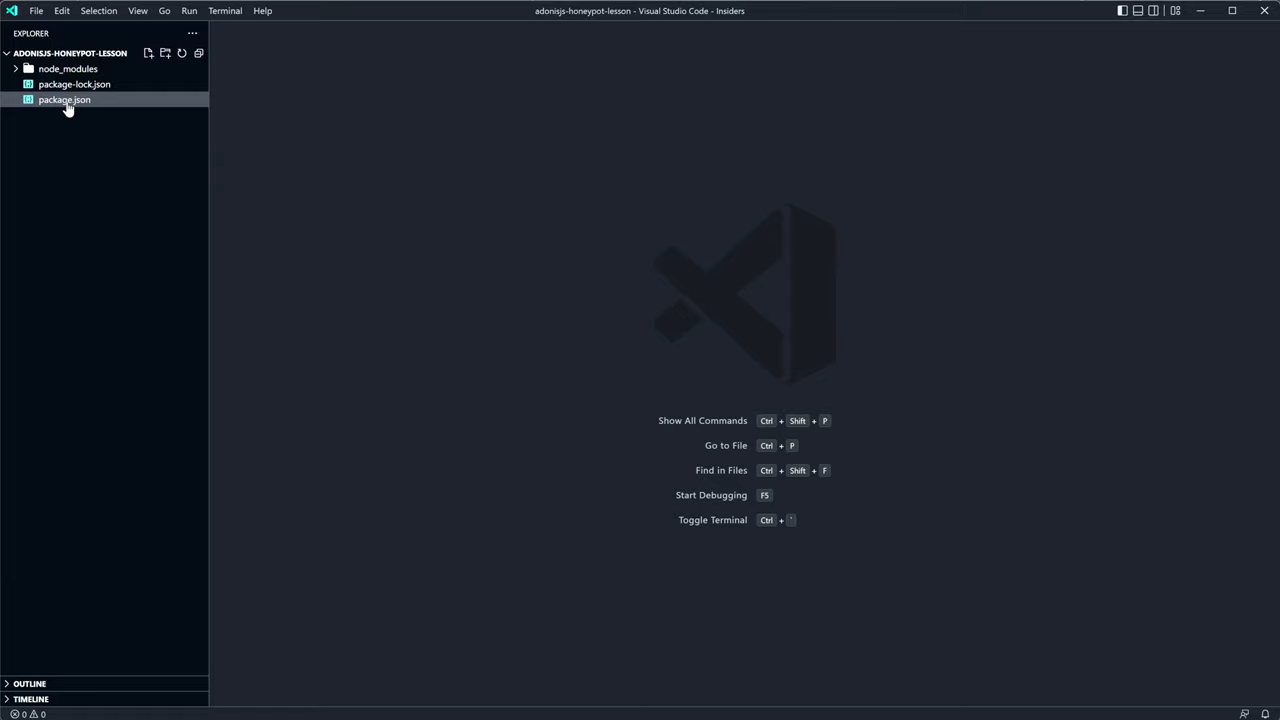 File Edit Selection View Go Run Terminal Help
adonisjs-honeypot-lesson - Visual Studio Code - Insiders
EXPLORER
ADONISJS-HONEYPOT-LESSON
node_modules
package-lock.json
package.json
Show All Commands Ctrl + Shift + P
Go to File Ctrl + P
Find in Files Ctrl + Shift + F
Start Debugging F5
Toggle Terminal Ctrl + `
OUTLINE
TIMELINE
0 0